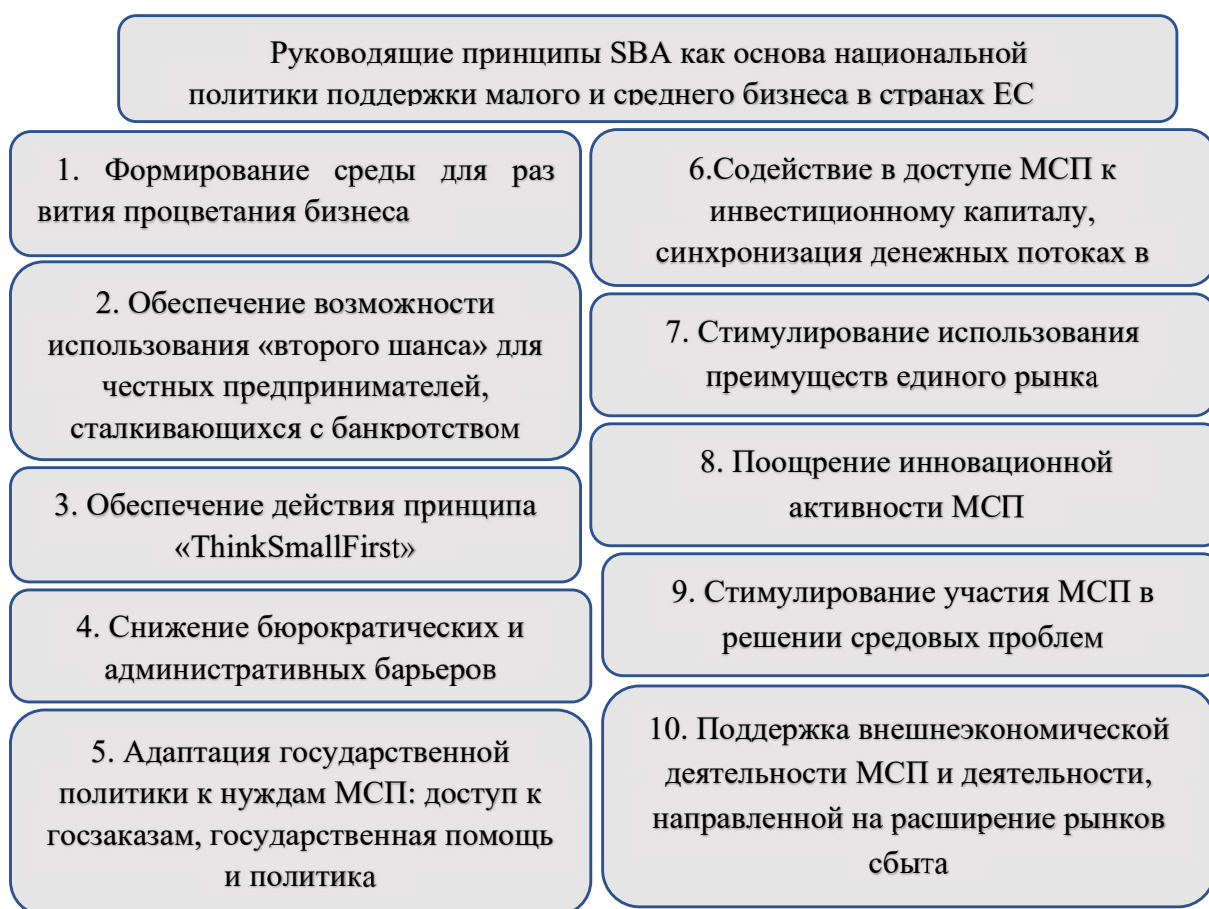 Руководящие принципы SBA как основа национальной
политики поддержки малого и среднего бизнеса в странах ЕС
1. Формирование среды для раз
вития процветания бизнеса
2. Обеспечение возможности
использования «второго шанса» для
честных предпринимателей,
сталкивающихся с банкротством
3. Обеспечение действия принципа
«ThinkSmallFirst»
4. Снижение бюрократических и
административных барьеров
5. Адаптация государственной
политики к нуждам МСП: доступ к
госзаказам, государственная помощь
и политика
6.Содействие в доступе МСП к
инвестиционному капиталу,
синхронизация денежных потоках в
7. Стимулирование использования
преимуществ единого рынка
8. Поощрение инновационной
активности МСП
9. Стимулирование участия МСП в
решении средовых проблем
10. Поддержка внешнеэкономической
деятельности МСП и деятельности,
направленной на расширение рынков
сбыта